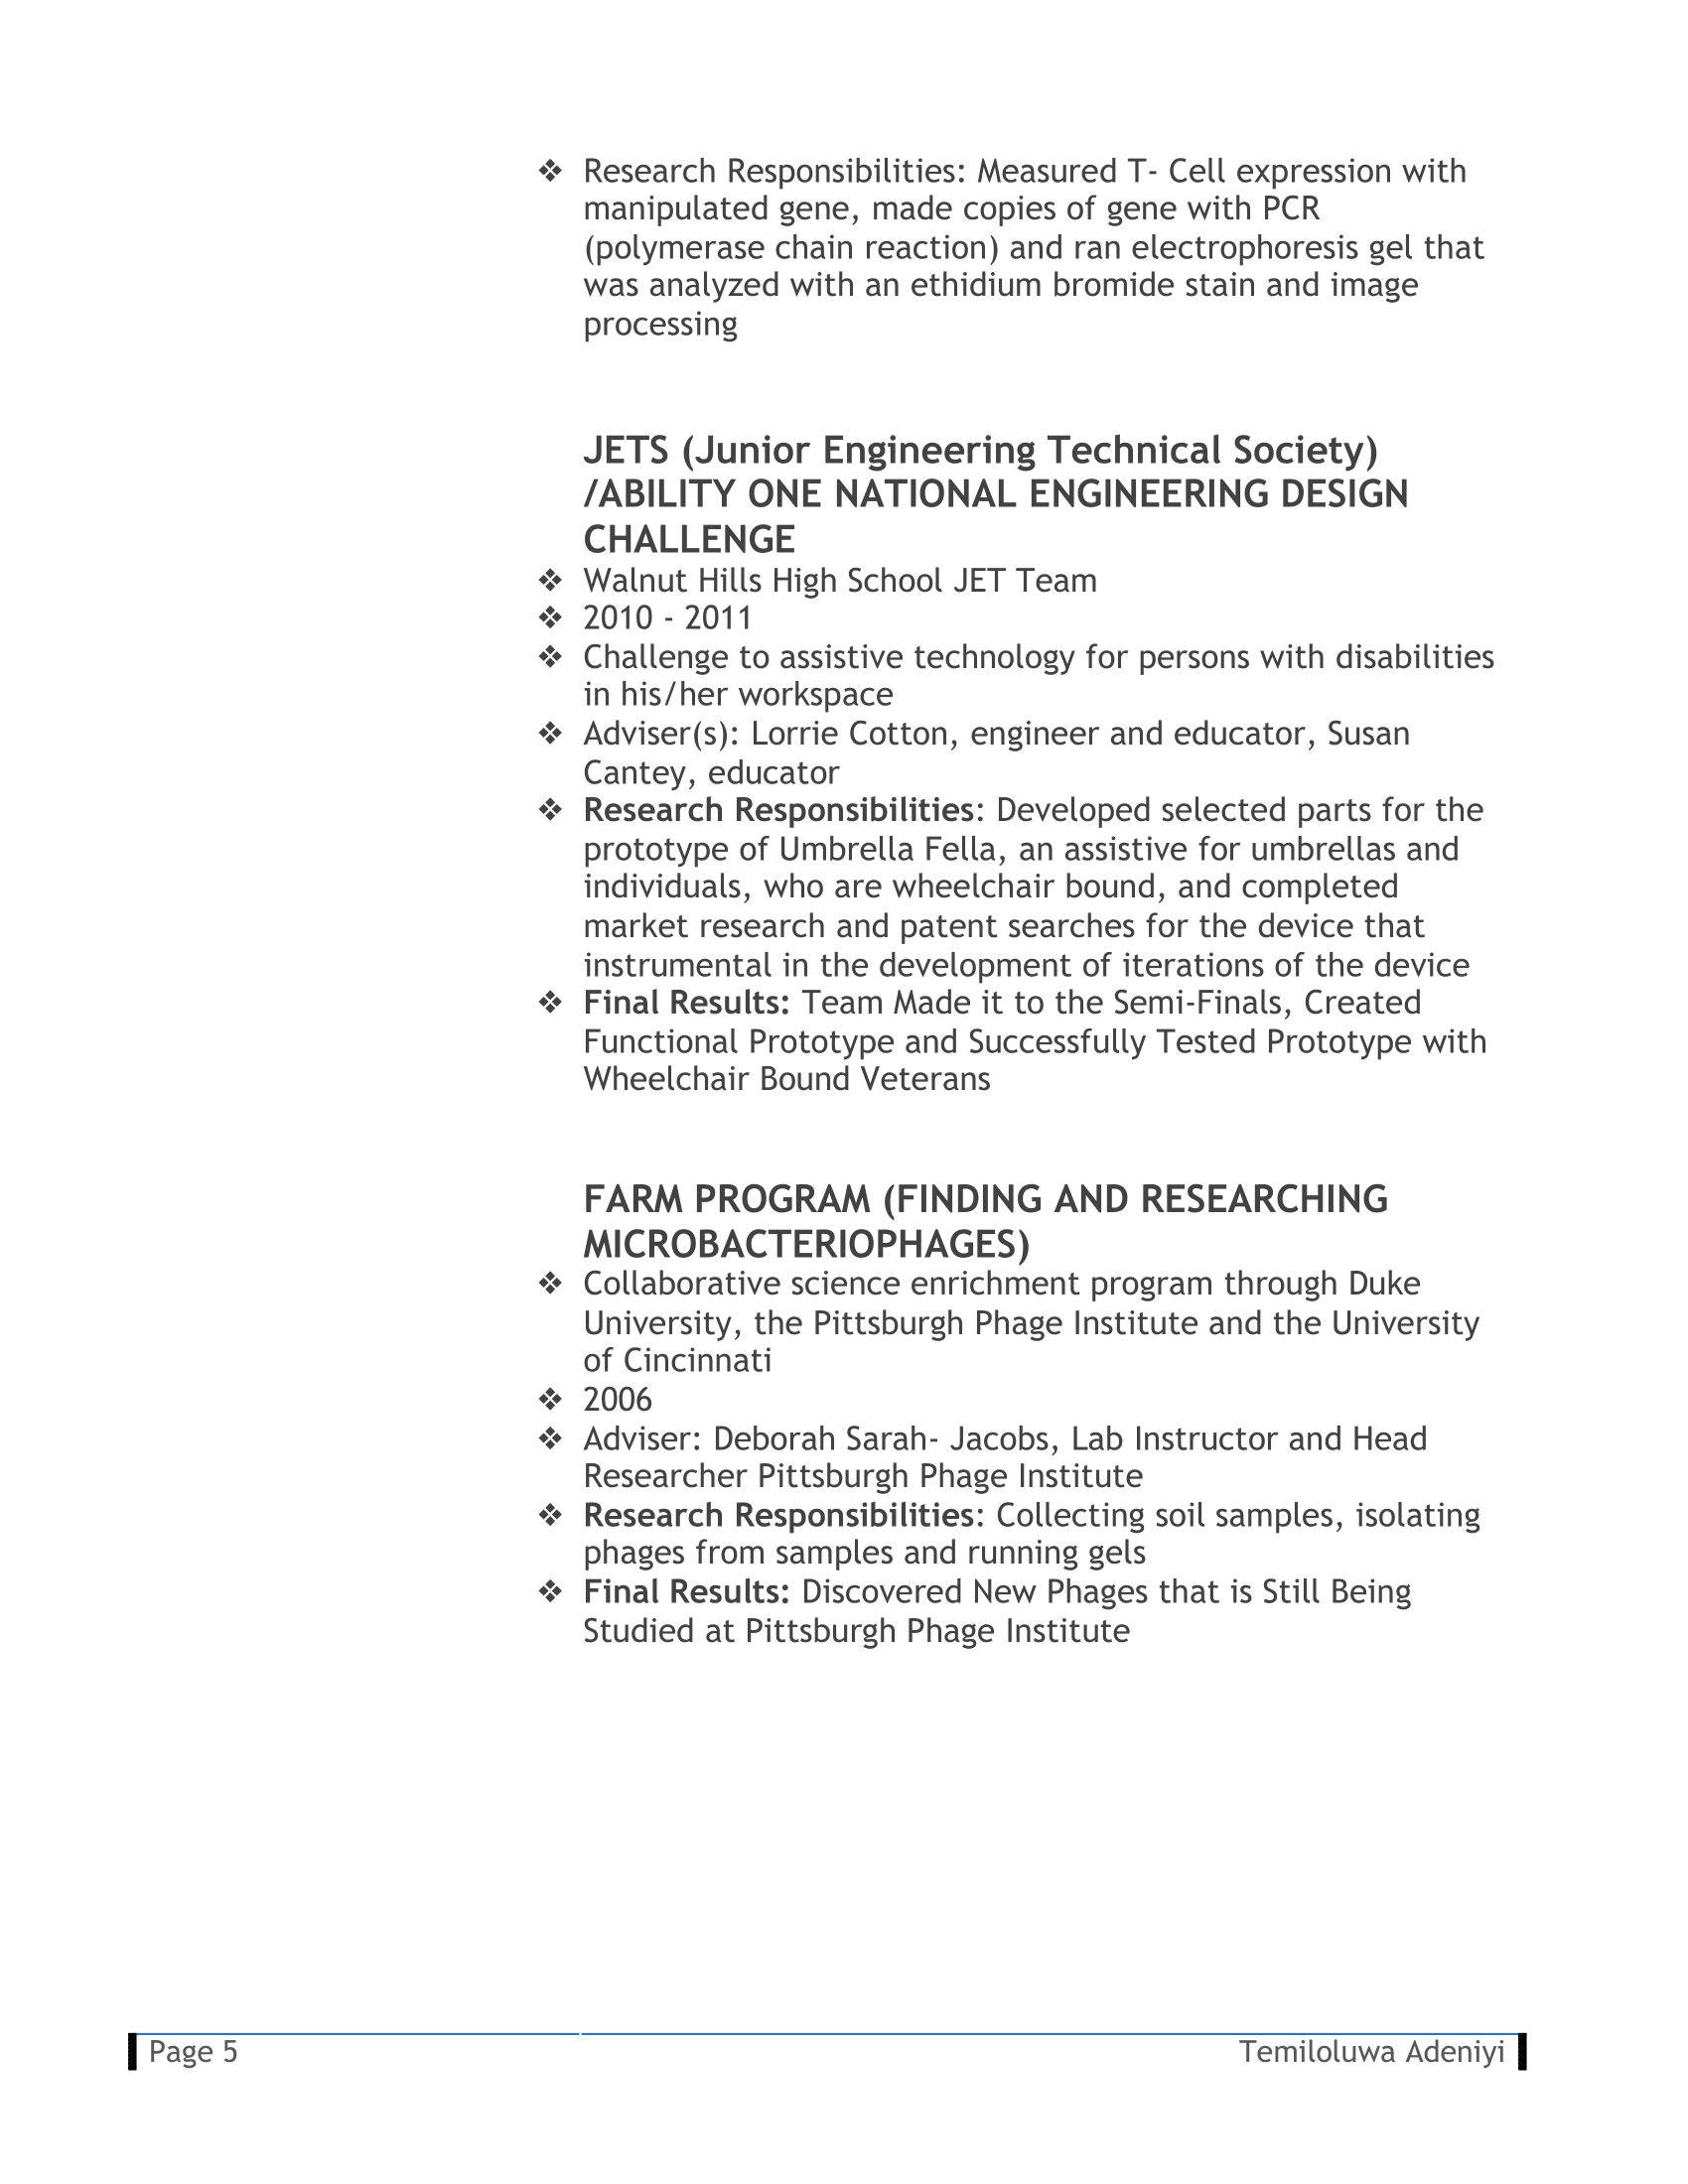 ❖ Research Responsibilities: Measured T- Cell expression with
manipulated gene, made copies of gene with PCR
(polymerase chain reaction) and ran electrophoresis gel that
was analyzed with an ethidium bromide stain and image
processing
JETS (Junior Engineering Technical Society)
/ABILITY ONE NATIONAL ENGINEERING DESIGN
CHALLENGE
❖ Walnut Hills High School JET Team
❖ 2010 - 2011
❖ Challenge to assistive technology for persons with disabilities
in his/her workspace
❖ Adviser(s): Lorrie Cotton, engineer and educator, Susan
Cantey, educator
❖ Research Responsibilities: Developed selected parts for the
prototype of Umbrella Fella, an assistive for umbrellas and
individuals, who are wheelchair bound, and completed
market research and patent searches for the device that
instrumental in the development of iterations of the device
❖ Final Results: Team Made it to the Semi-Finals, Created
Functional Prototype and Successfully Tested Prototype with
Wheelchair Bound Veterans
FARM PROGRAM (FINDING AND RESEARCHING
MICROBACTERIOPHAGES)
❖ Collaborative science enrichment program through Duke
University, the Pittsburgh Phage Institute and the University
of Cincinnati
❖ 2006
❖ Adviser: Deborah Sarah- Jacobs, Lab Instructor and Head
Researcher Pittsburgh Phage Institute
❖ Research Responsibilities: Collecting soil samples, isolating
phages from samples and running gels
❖ Final Results: Discovered New Phages that is Still Being
Studied at Pittsburgh Phage Institute
Page 5 Temiloluwa Adeniyi